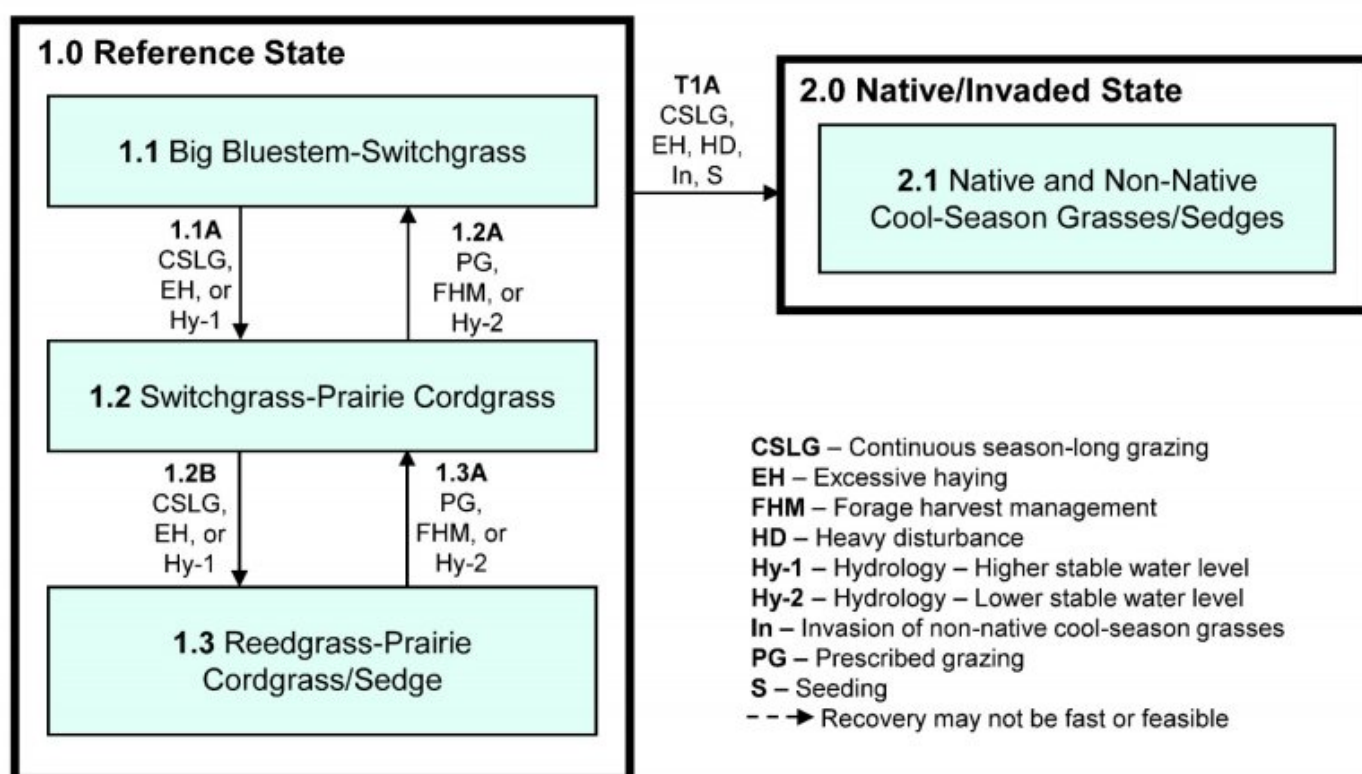 1.0 Reference State
1.1 Big Bluestem-Switchgrass
1.1A
CSLG,
EH, or
Hy-1
1.2A
PG,
FHM, or
Hy-2
1.2 Switchgrass-Prairie Cordgrass
1.2B
CSLG,
EH, or
Hy-1
1.3A
PG,
FHM, or
Hy-2
1.3 Reedgrass-Prairie
Cordgrass/Sedge
T1A
CSLG,
EH, HD,
In, S
2.0 Native/Invaded State
2.1 Native and Non-Native
Cool-Season Grasses/Sedges
CSLG – Continuous season-long grazing
EH – Excessive haying
FHM – Forage harvest management
HD – Heavy disturbance
Hy-1 – Hydrology – Higher stable water level
Hy-2 – Hydrology – Lower stable water level
In – Invasion of non-native cool-season grasses
PG – Prescribed grazing
S – Seeding
Recovery may not be fast or feasible